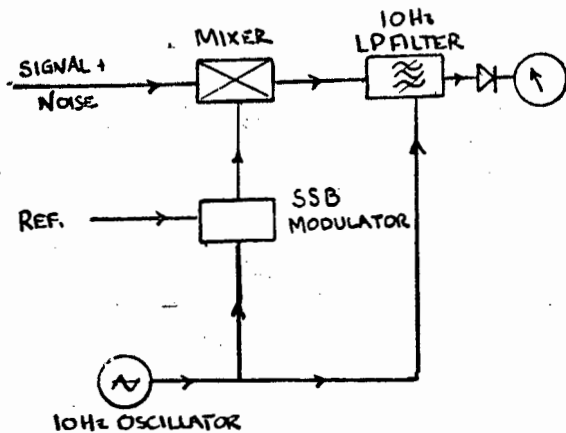 MIXER
10Hz
LP FILTER
SIGNAL +
NOISE
SSB
MODULATOR
REF.
10Hz OSCILLATOR